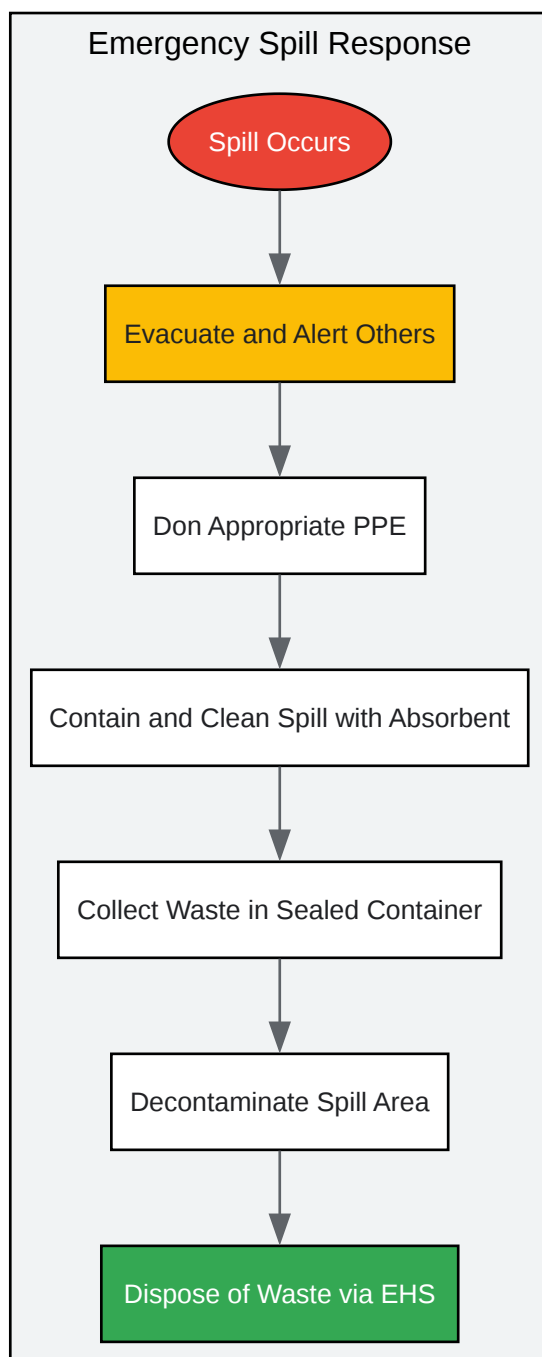 Emergency Spill Response
Spill Occurs
Evacuate and Alert Others
Don Appropriate PPE
Contain and Clean Spill with Absorbent
Collect Waste in Sealed Container
Decontaminate Spill Area
Dispose of Waste via EHS